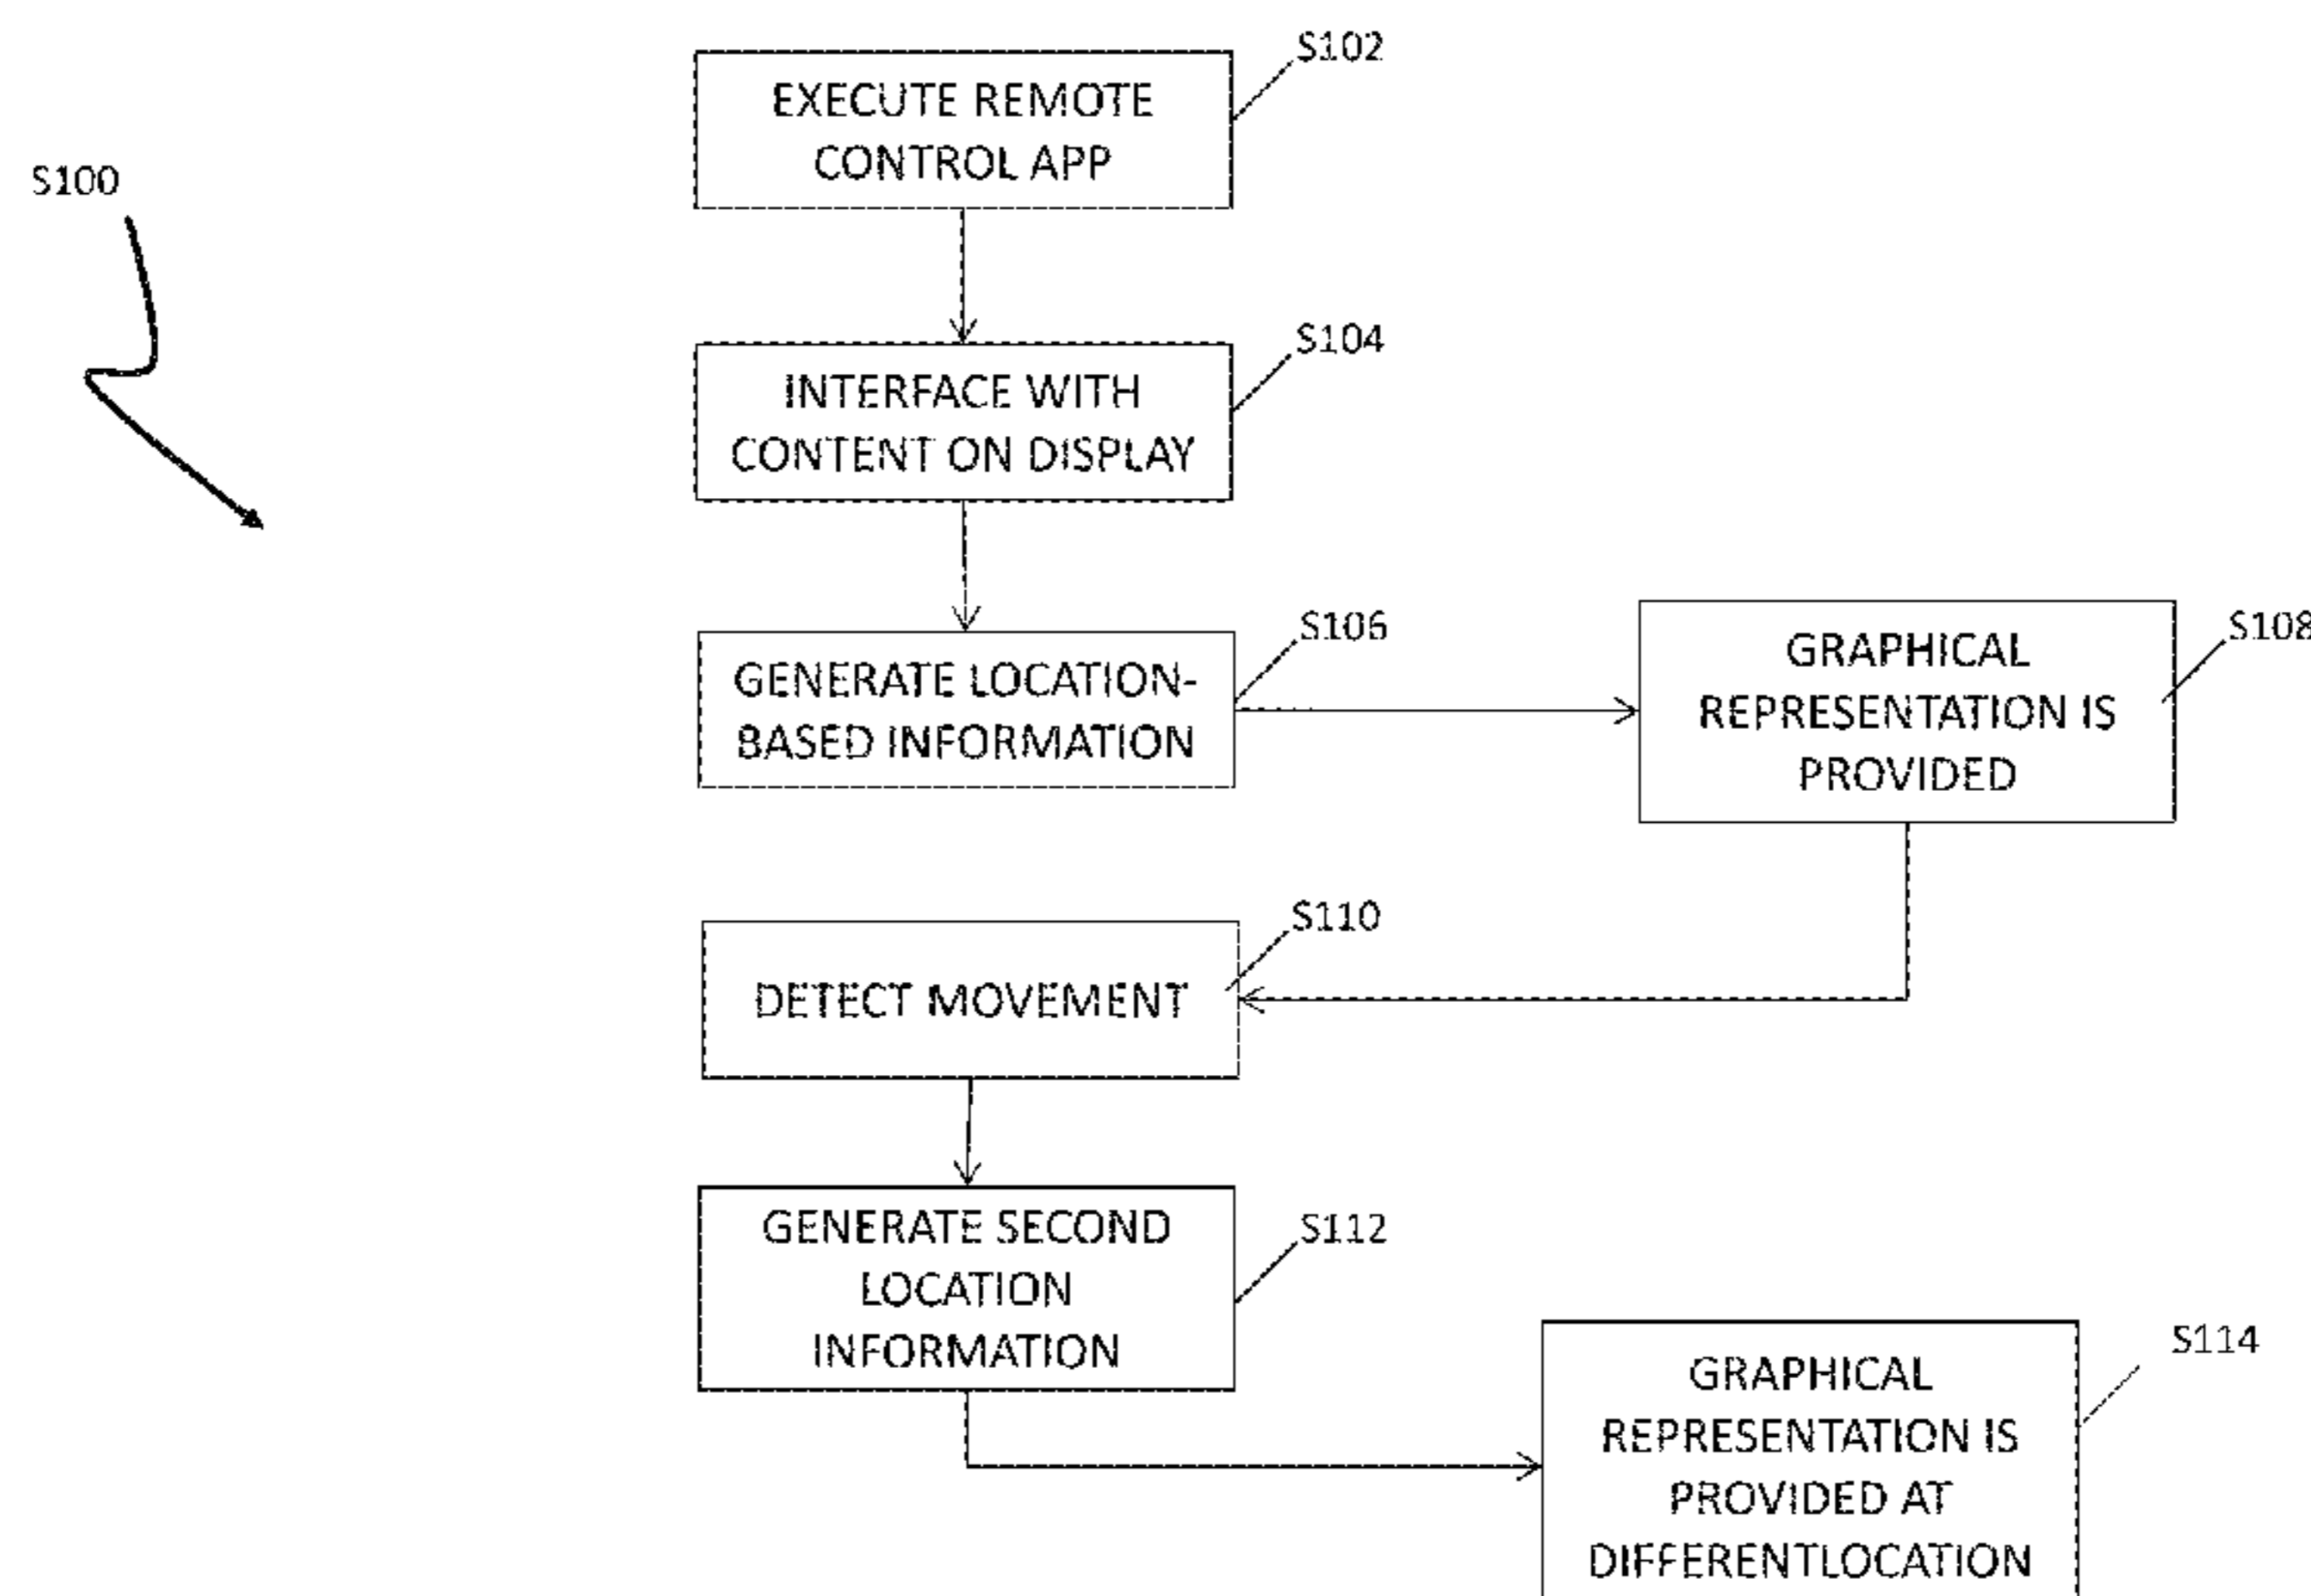 S100
S102
EXECUTE REMOTE
CONTROL APP
S104
INTERFACE WITH
CONTENT ON DISPLAY
S106
GENERATE LOCATION-
BASED INFORMATION
S108
GRAPHICAL
REPRESENTATION IS
PROVIDED
S110
DETECT MOVEMENT
S112
GENERATE SECOND
LOCATION
INFORMATION
S114
GRAPHICAL
REPRESENTATION IS
PROVIDED AT
DIFFERENTLOCATION